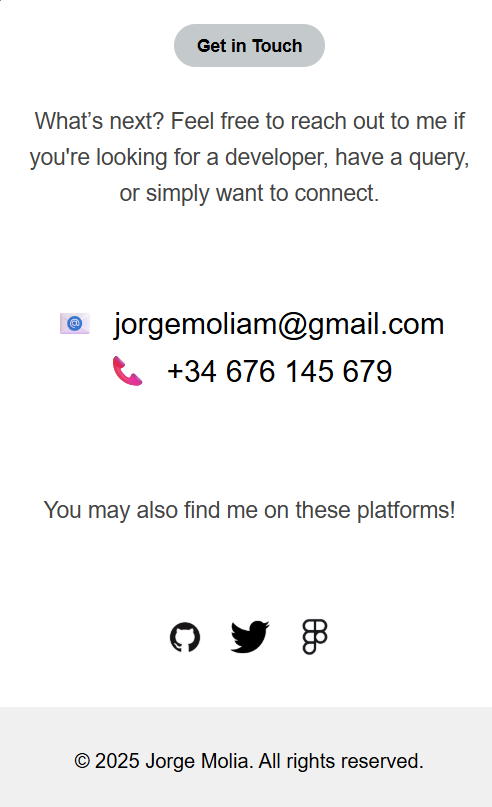 Get in Touch
What’s next? Feel free to reach out to me if
you're looking for a developer, have a query,
or simply want to connect.
jorgemoliam@gmail.com
+34 676 145 679
You may also find me on these platforms!
© 2025 Jorge Molia. All rights reserved.